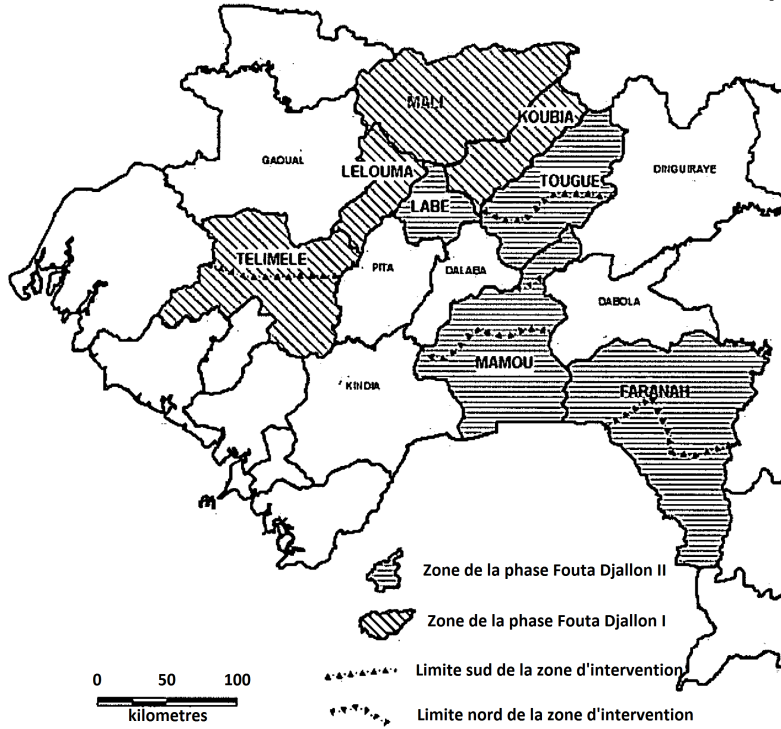 MALI
KOUBIA
GAOUAL
LELOUMA
TOUGUE
DINGUIRAYE
LABE
TELIMELE
PITA
DALABA
DABOLA
MAMOU
KINDIA
FARANAH
Zone de la phase Fouta Djallon II
Zone de la phase Fouta Djallon I
Limite sud de la zone d'intervention
Limite nord de la zone d'intervention
0 50 100
kilometres